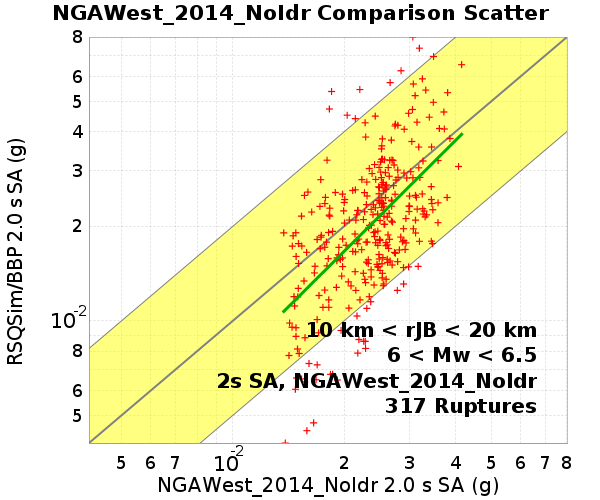 NGAWest_2014_NoIdr Comparison Scatter
RSQSim/BBP 2.0 s SA (g)
8
6
5
4
3
2
10⁻²
8
6
5
10 km < rJB < 20 km
6 < Mw < 6.5
2s SA, NGAWest_2014_NoIdr
317 Ruptures
5 6 7 10⁻² 2 3 4 5 6 7 8
NGAWest_2014_NoIdr 2.0 s SA (g)